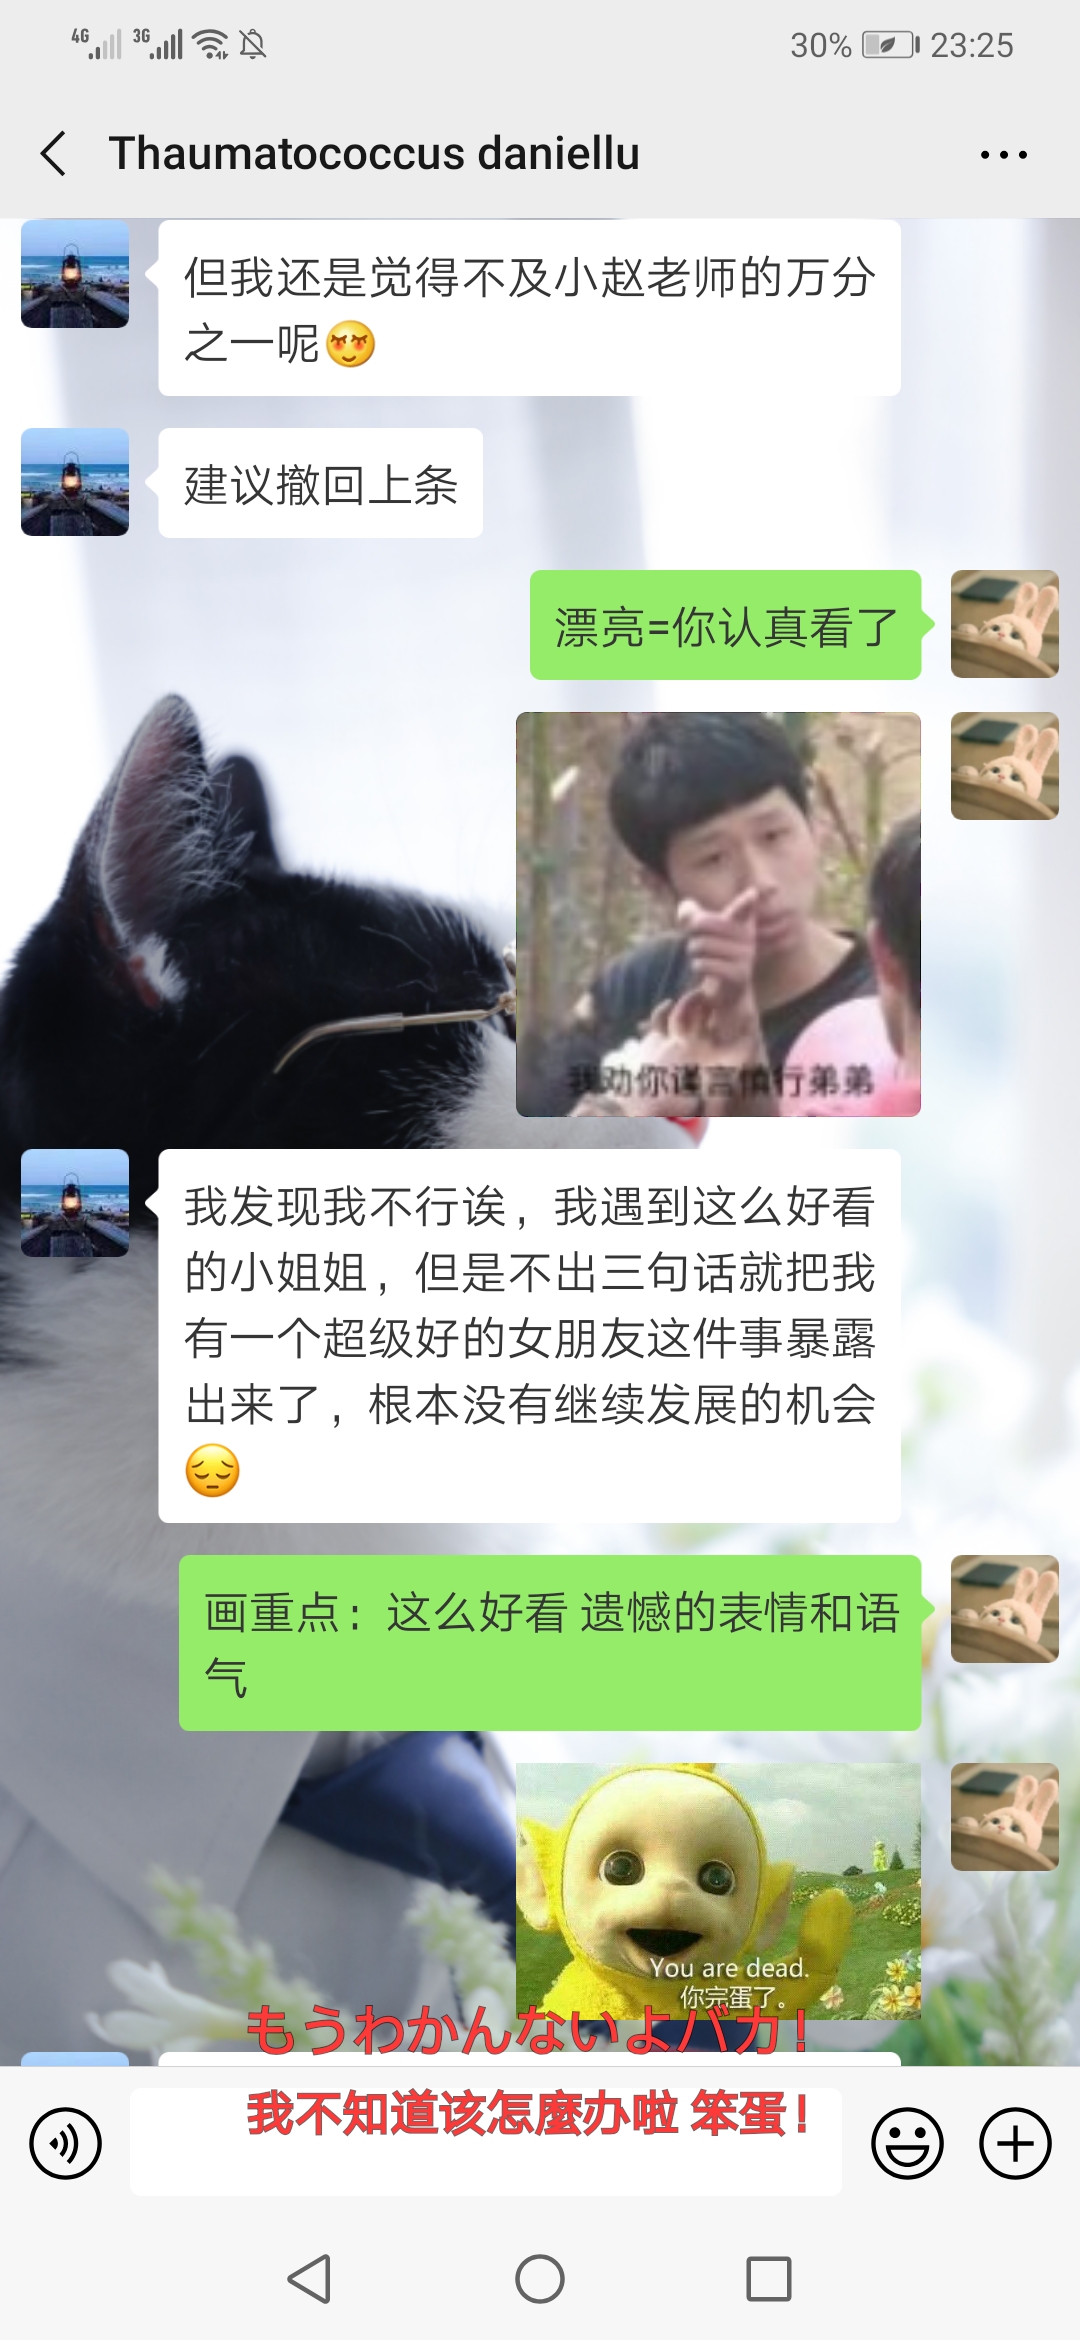 4G 3G 30% 23:25
Thaumatococcus daniellu
但我还是觉得不及小赵老师的万分
之一呢
建议撤回上条
漂亮=你认真看了
我劝你谨言慎行弟弟
我发现我不行诶，我遇到这么好看
的小姐姐，但是不出三句话就把我
有一个超级好的女朋友这件事暴露
出来了，根本没有继续发展的机会
画重点：这么好看 遗憾的表情和语
气
You are dead.
你完蛋了。
もうわかんないよバカ！
我不知道该怎麼办啦 笨蛋！